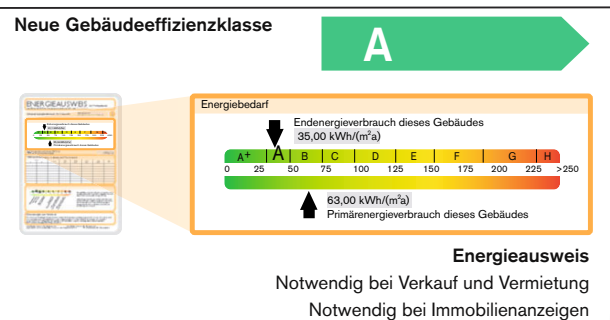 Neue Gebäudeeffizienzklasse
A
ENERGIEAUSWEIS
Energiebedarf
Endenergieverbrauch dieses Gebäudes
35,00 kWh/(m²a)
A+ A B C D E F G H
0 25 50 75 100 125 150 175 200 225 >250
63,00 kWh/(m²a)
Primärenergieverbrauch dieses Gebäudes
Energieausweis
Notwendig bei Verkauf und Vermietung
Notwendig bei Immobilienanzeigen